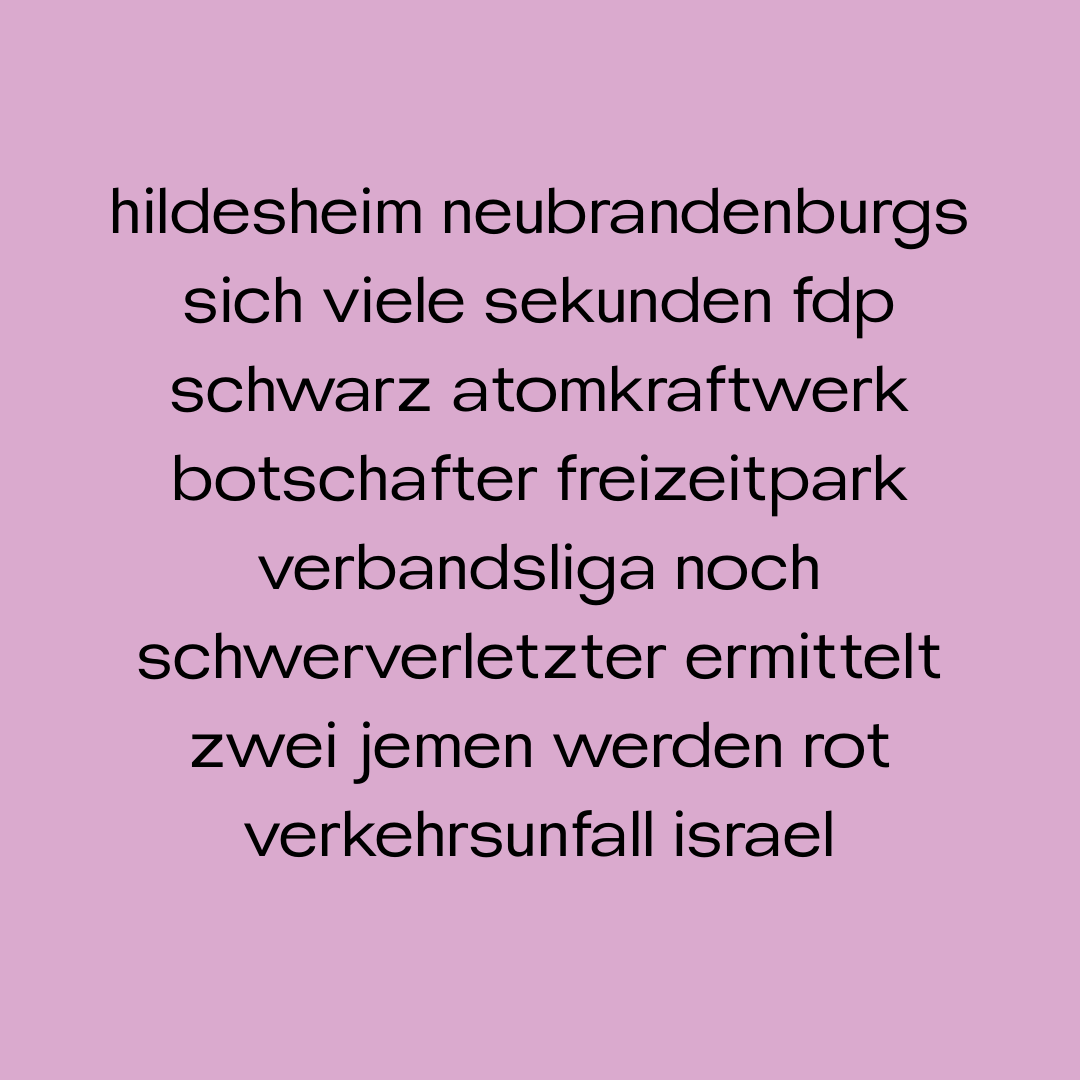 hildesheim neubrandenburgs
sich viele sekunden fdp
schwarz atomkraftwerk
botschafter freizeitpark
verbandsliga noch
schwerverletzter ermittelt
zwei jemen werden rot
verkehrsunfall israel